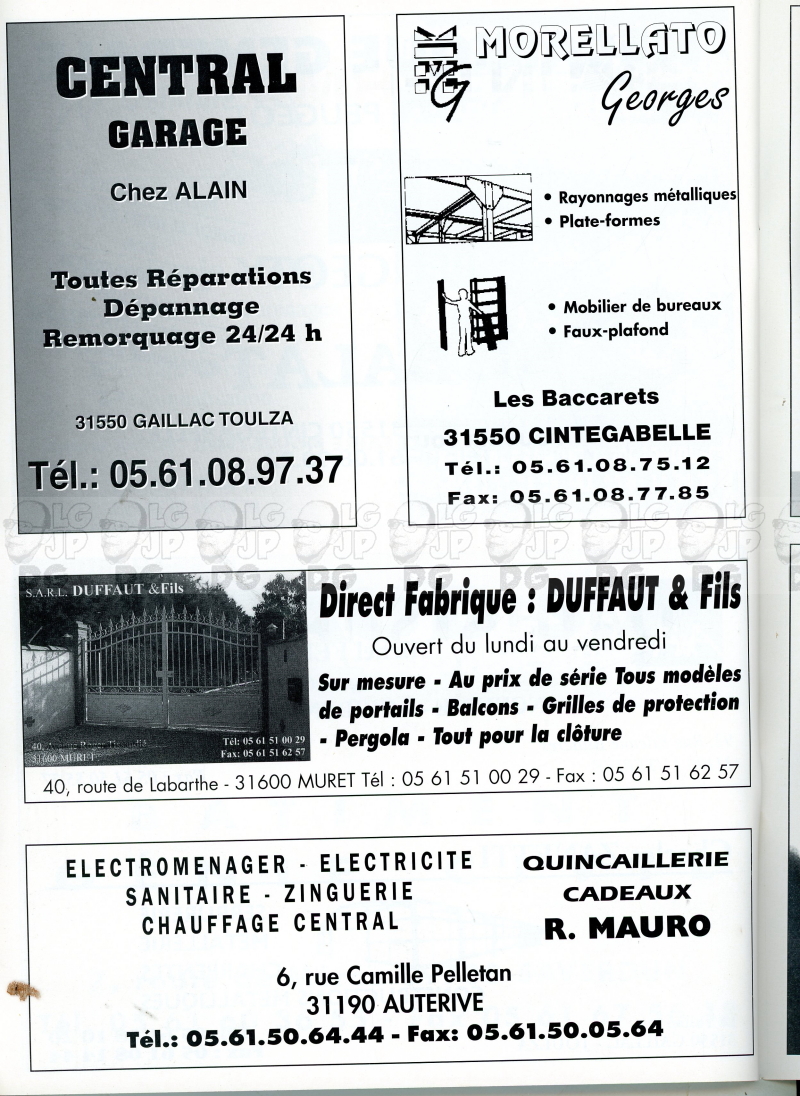 CENTRAL
GARAGE
Chez ALAIN
Toutes Réparations
Dépannage
Remorquage 24/24 h
31550 GAILLAC TOULZA
Tél.: 05.61.08.97.37
MORELLATO
Georges
• Rayonnages métalliques
• Plate-formes
• Mobilier de bureaux
• Faux-plafond
Les Baccarets
31550 CINTEGABELLE
Tél.: 05.61.08.75.12
Fax: 05.61.08.77.85
S.A.R.L. DUFFAUT & Fils
40,
31600 MURET
Tél: 05 61 51 00 29
Fax: 05 61 51 62 57
Direct Fabrique : DUFFAUT & Fils
Ouvert du lundi au vendredi
Sur mesure - Au prix de série Tous modèles
de portails - Balcons - Grilles de protection
- Pergola - Tout pour la clôture
40, route de Labarthe - 31600 MURET Tél : 05 61 51 00 29 - Fax : 05 61 51 62 57
ELECTROMENAGER - ELECTRICITE
SANITAIRE - ZINGUERIE
CHAUFFAGE CENTRAL
QUINCAILLERIE
CADEAUX
R. MAURO
6, rue Camille Pelletan
31190 AUTERIVE
Tél.: 05.61.50.64.44 - Fax: 05.61.50.05.64